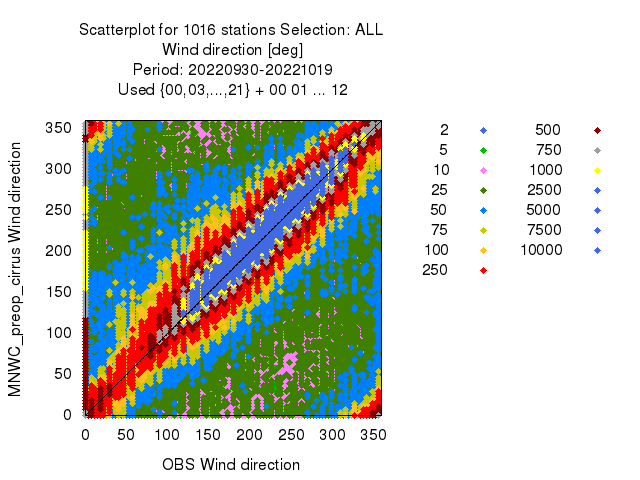 Scatterplot for 1016 stations Selection: ALL
Wind direction [deg]
Period: 20220930-20221019
Used {00,03,...,21} + 00 01 ... 12
MNWC_preop_cirrus Wind direction
350
300
250
200
150
100
50
0
0 50 100 150 200 250 300 350
OBS Wind direction
2 500
5 750
10 1000
25 2500
50 5000
75 7500
100 10000
250